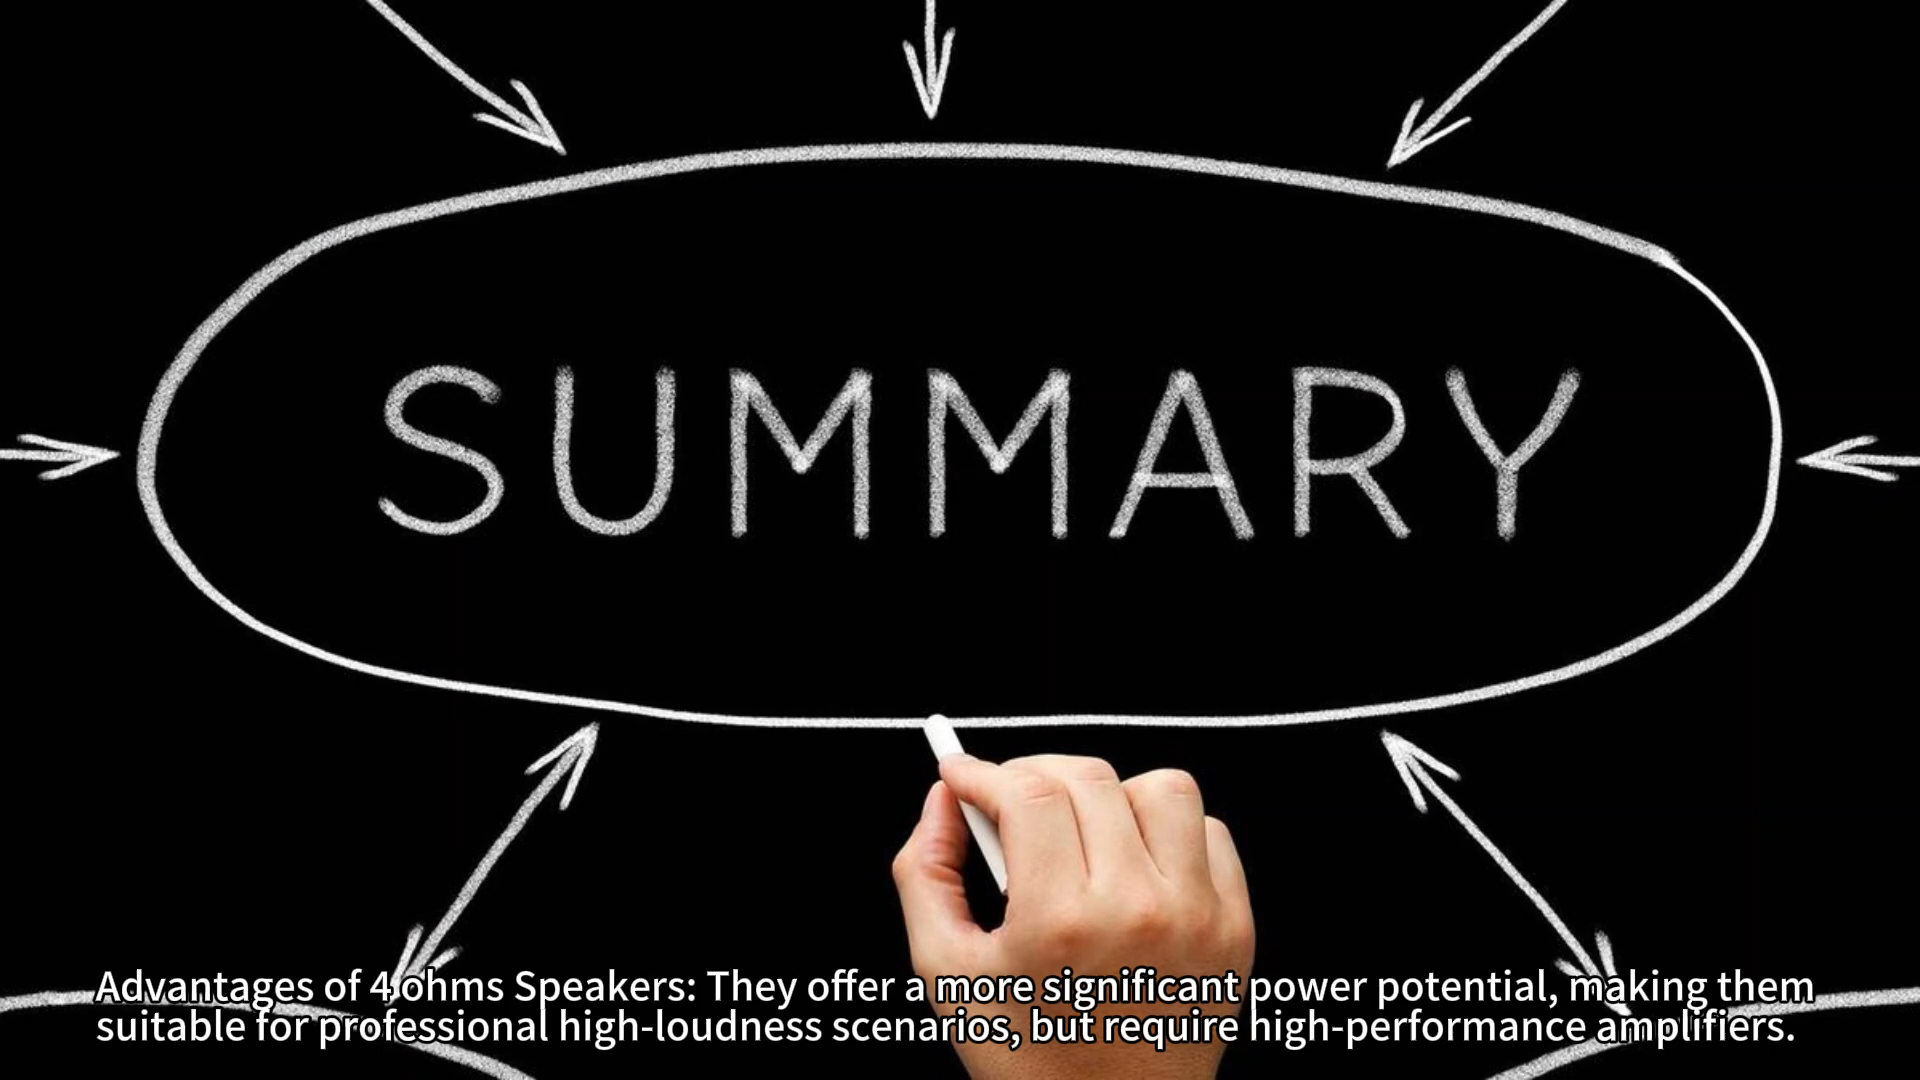 SUMMARY
Advantages of 4 ohms Speakers: They offer a more significant power potential, making them
suitable for professional high-loudness scenarios, but require high-performance amplifiers.